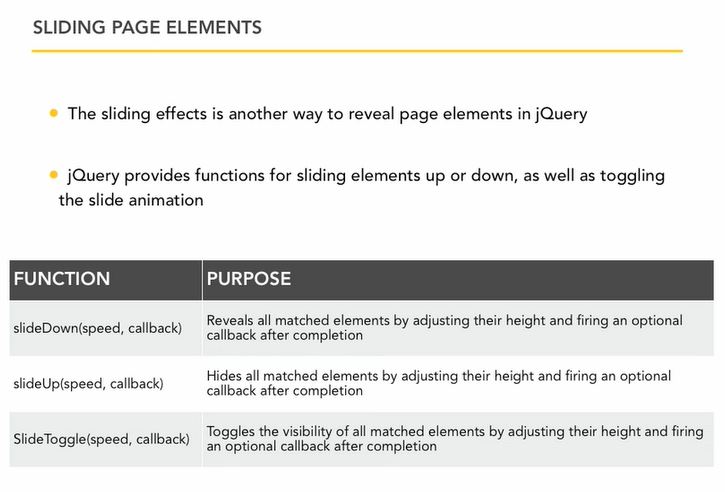 SLIDING PAGE ELEMENTS
The sliding effects is another way to reveal page elements in jQuery
jQuery provides functions for sliding elements up or down, as well as toggling
the slide animation
FUNCTION PURPOSE
slideDown(speed, callback) Reveals all matched elements by adjusting their height and firing an optional
callback after completion
slideUp(speed, callback) Hides all matched elements by adjusting their height and firing an optional
callback after completion
SlideToggle(speed, callback) Toggles the visibility of all matched elements by adjusting their height and firing
an optional callback after completion